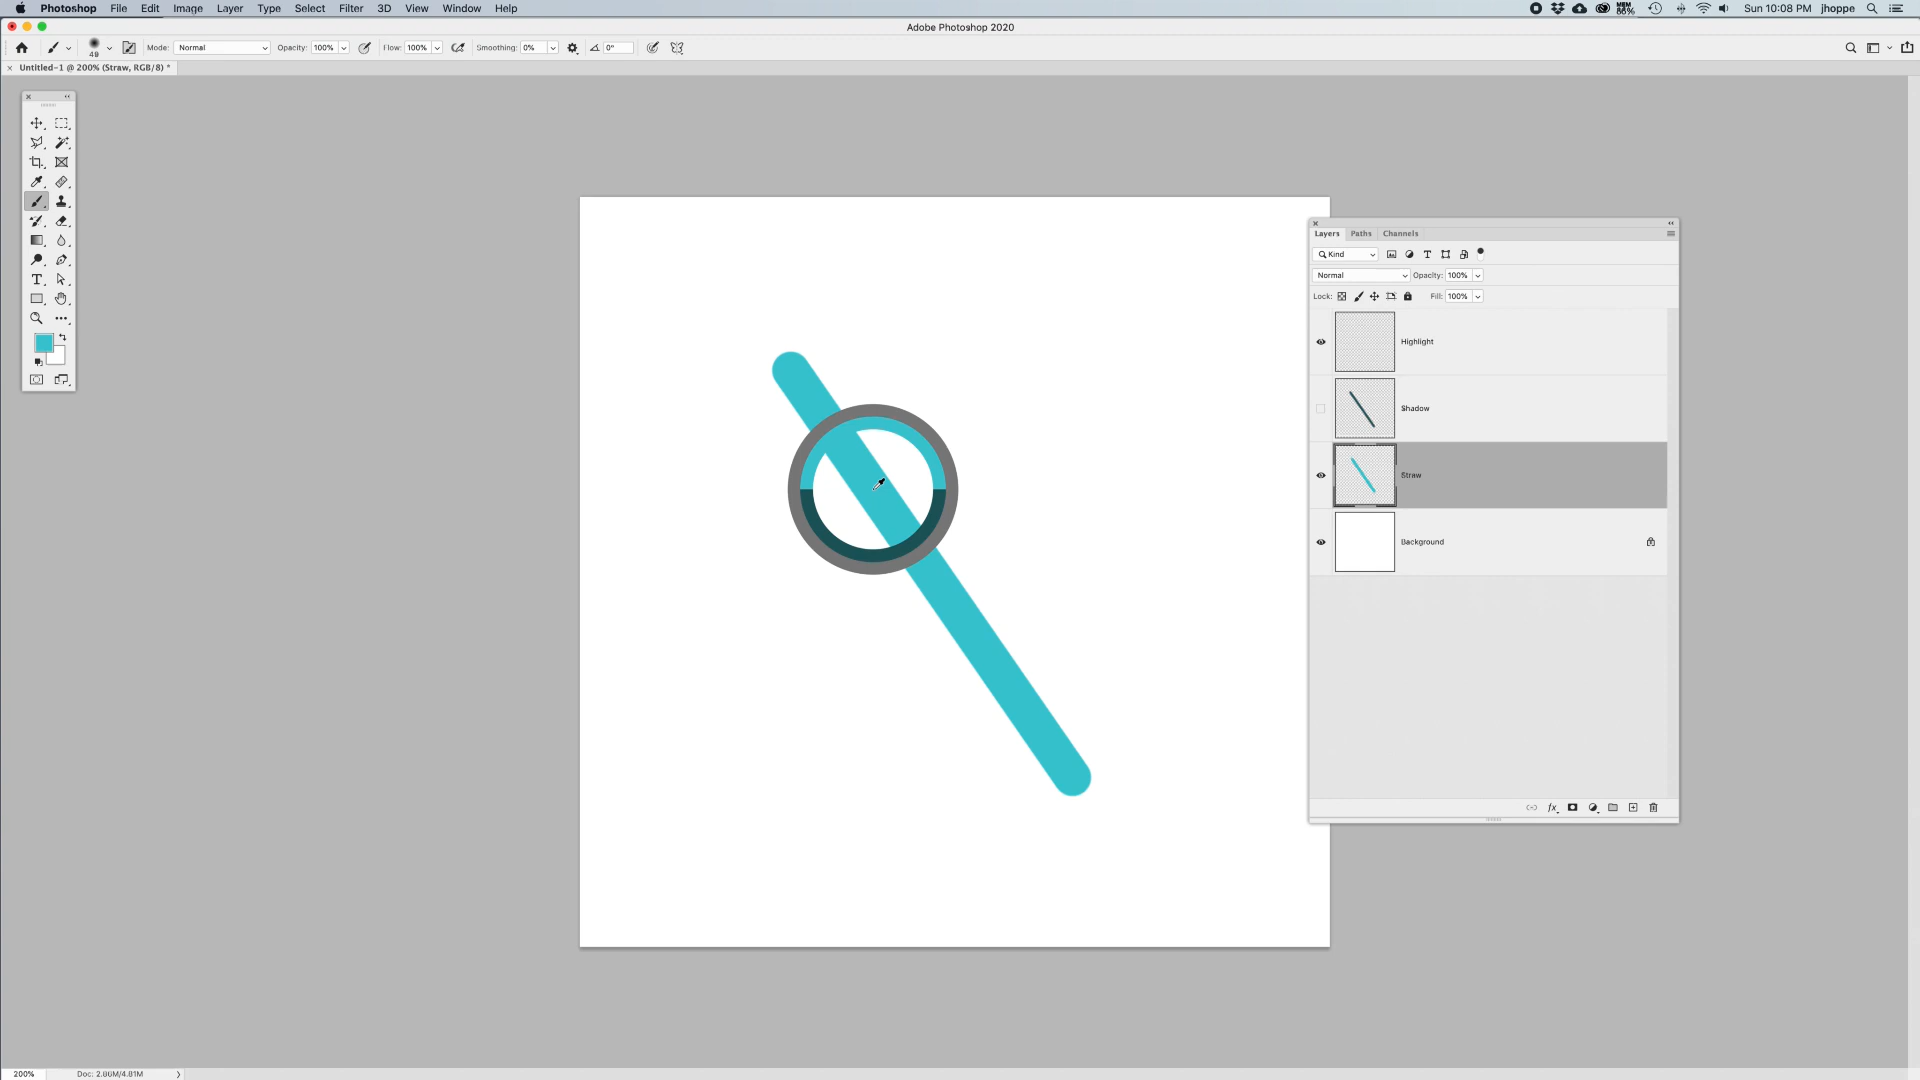 Photoshop File Edit Image Layer Type Select Filter 3D View Window Help Sun 10:08 PM jhoppe
Adobe Photoshop 2020
49 Mode: Normal Opacity: 100% Flow: 100% Smoothing: 0% 0°
Untitled-1 @ 200% (Straw, RGB/8) *
Layers Paths Channels
Kind
Normal Opacity: 100%
Lock: Fill: 100%
Highlight
Shadow
Straw
Background
fx
200% Doc: 2.86M/4.81M